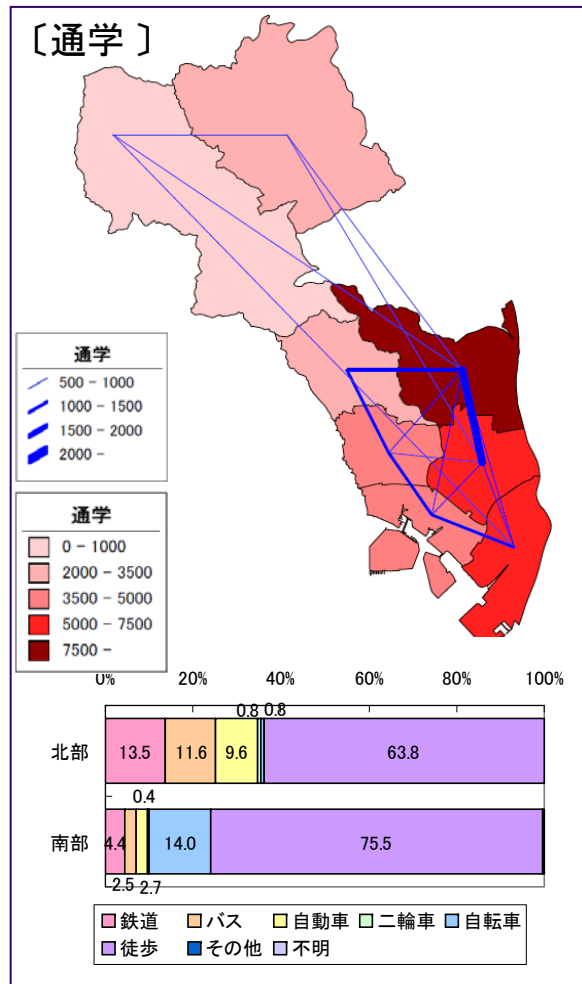 〔通学 〕
通学
500 - 1000
1000 - 1500
1500 - 2000
2000 -
通学
0 - 1000
2000 - 3500
3500 - 5000
5000 - 7500
7500 -
0% 20% 40% 60% 80% 100%
0.8 0.8
北部 13.5 11.6 9.6 63.8
0.4
南部 4.4 14.0 75.5
2.5 2.7
鉄道 バス 自動車 二輪車 自転車
徒歩 その他 不明